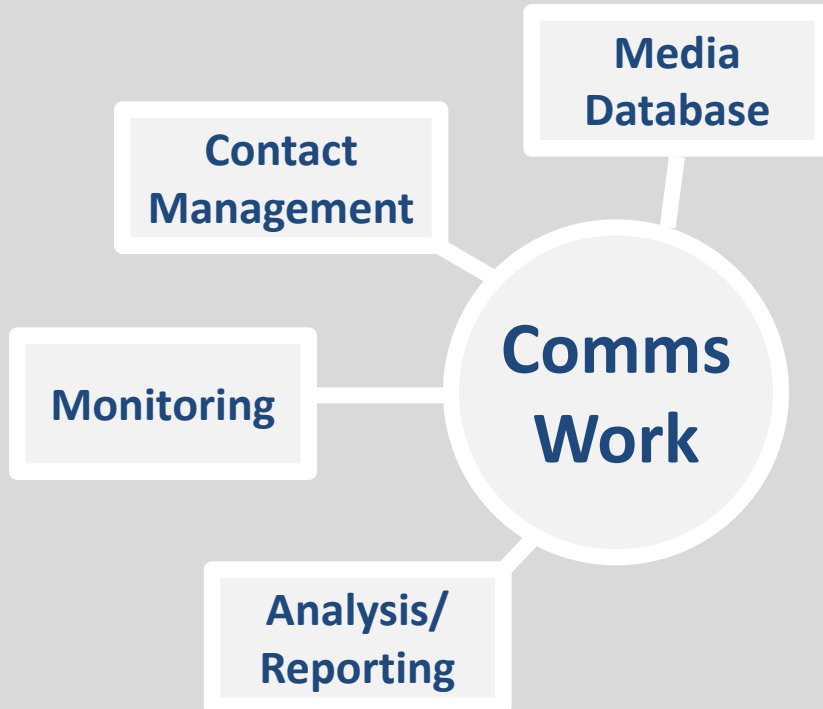 Media
Database
Contact
Management
Comms
Work
Monitoring
Analysis/
Reporting